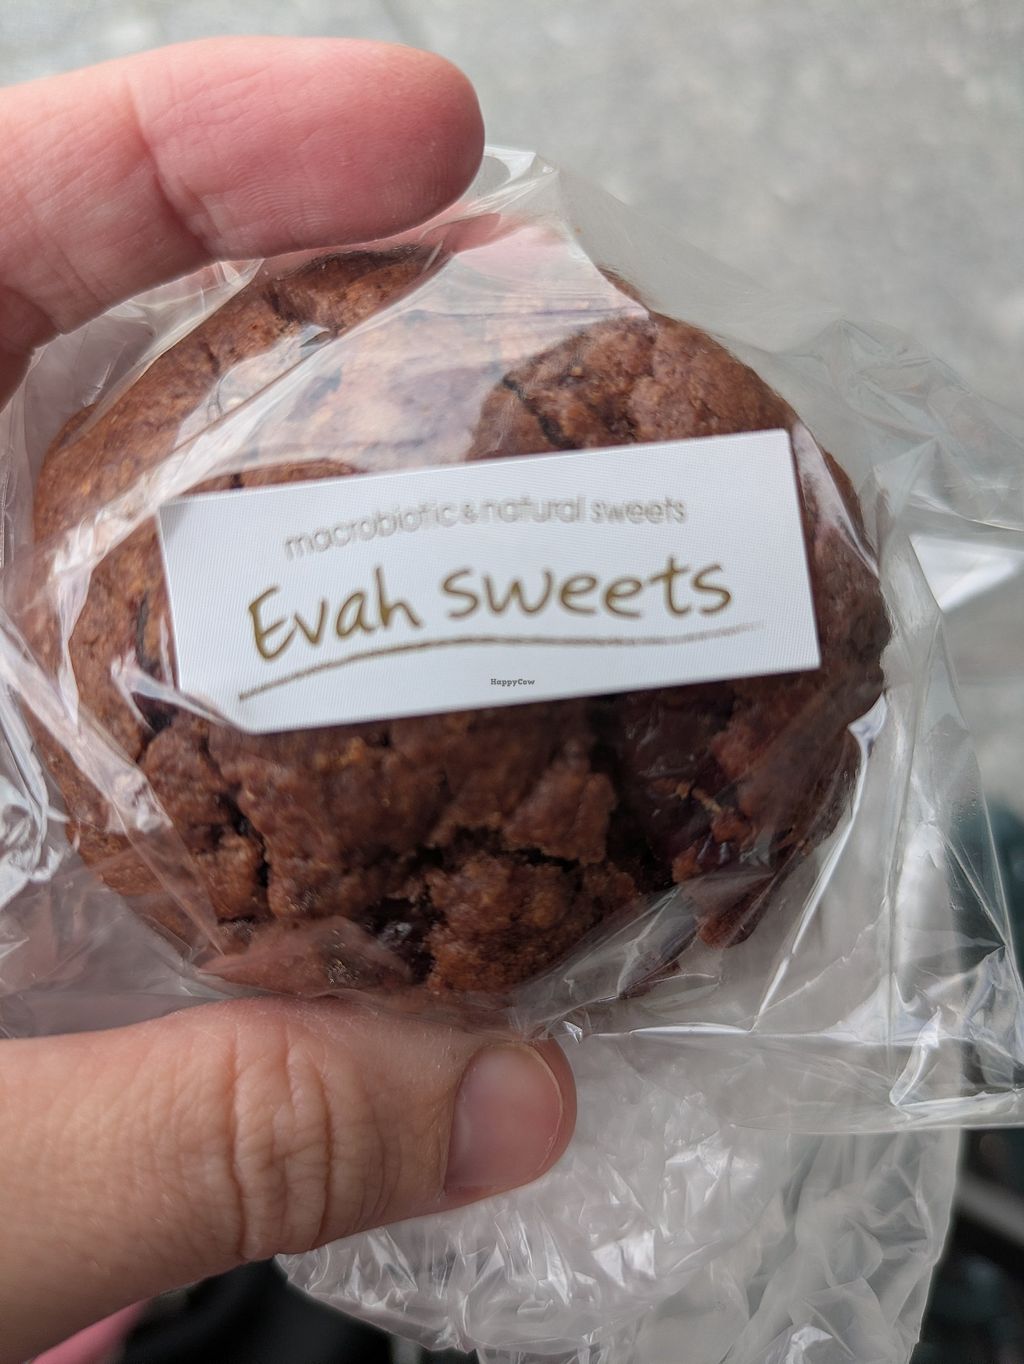 macrobiotic & natural sweets
Evah sweets
HappyCow